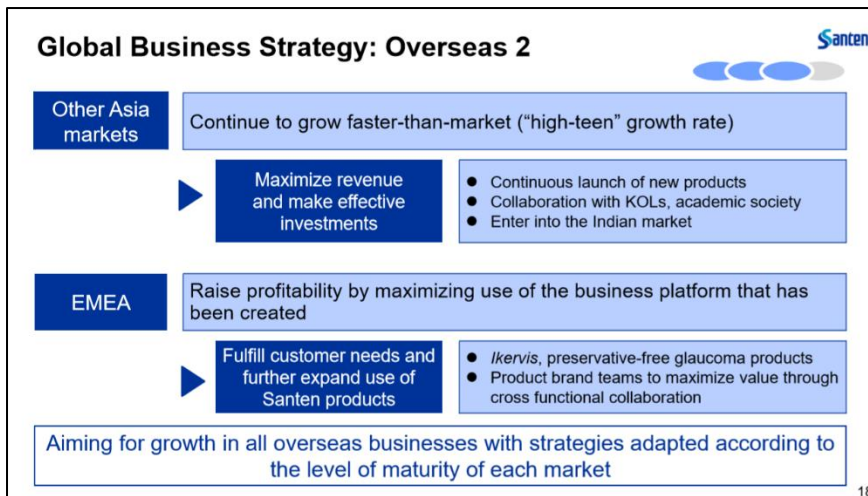 Global Business Strategy: Overseas 2
Santen
Other Asia
markets
Continue to grow faster-than-market (“high-teen” growth rate)
Maximize revenue
and make effective
investments
● Continuous launch of new products
● Collaboration with KOLs, academic society
● Enter into the Indian market
EMEA
Raise profitability by maximizing use of the business platform that has
been created
Fulfill customer needs and
further expand use of
Santen products
● Ikervis, preservative-free glaucoma products
● Product brand teams to maximize value through
cross functional collaboration
Aiming for growth in all overseas businesses with strategies adapted according to
the level of maturity of each market